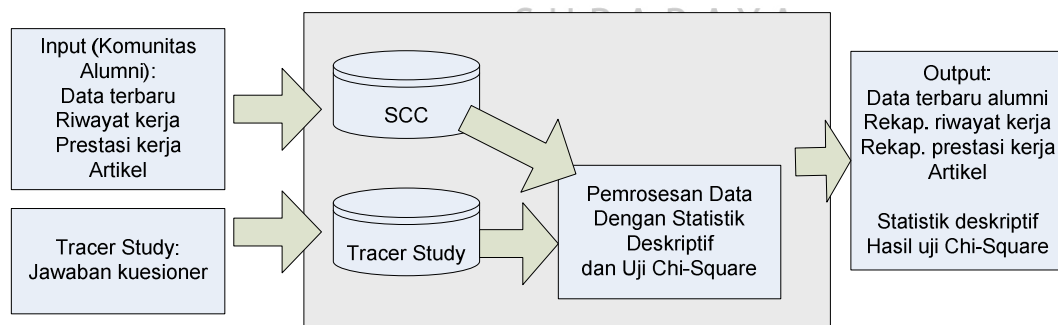 Input (Komunitas
Alumni):
Data terbaru
Riwayat kerja
Prestasi kerja
Artikel
Tracer Study:
Jawaban kuesioner
SCC
Tracer Study
Pemrosesan Data
Dengan Statistik
Deskriptif
dan Uji Chi-Square
Output:
Data terbaru alumni
Rekap. riwayat kerja
Rekap. prestasi kerja
Artikel
Statistik deskriptif
Hasil uji Chi-Square